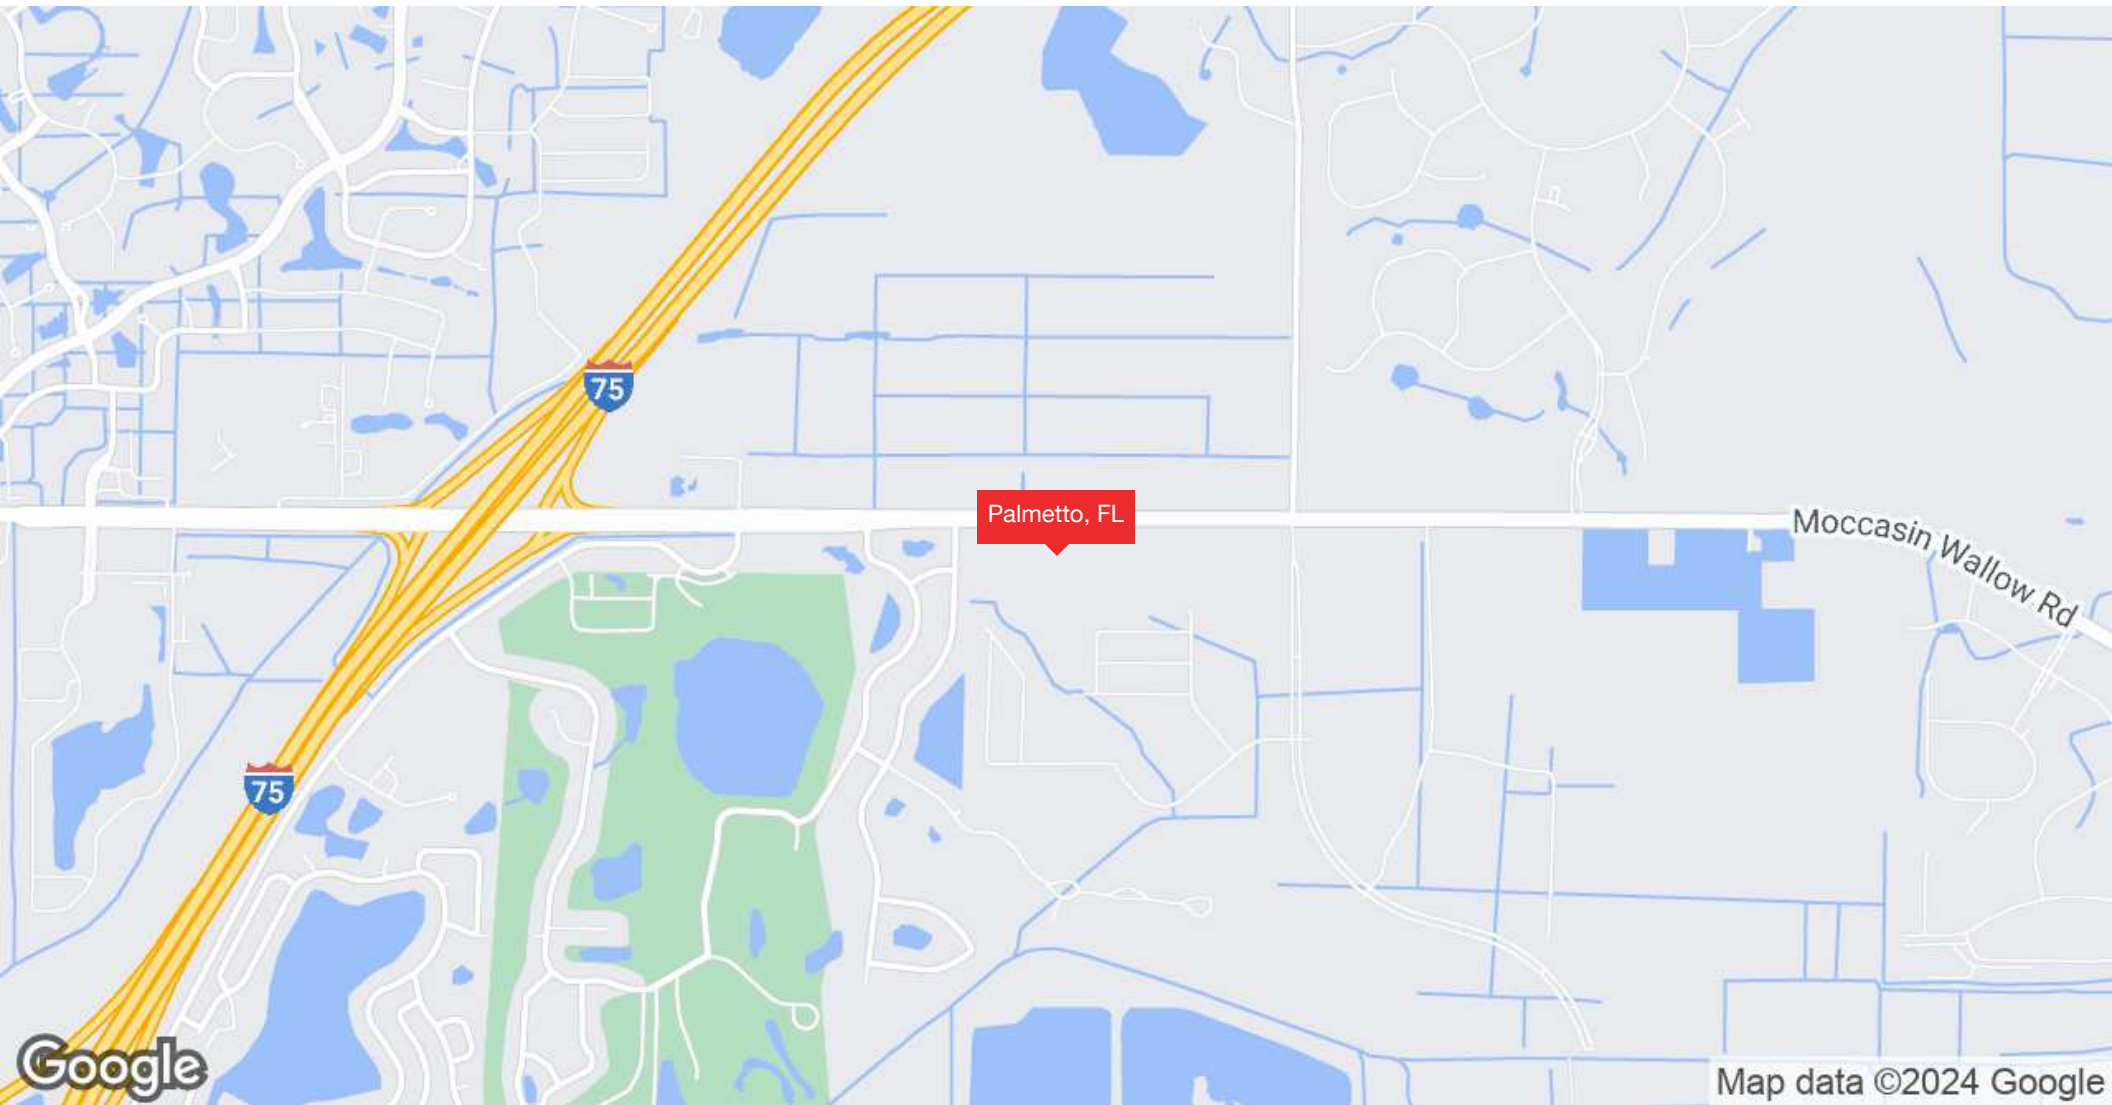 75
Palmetto, FL
Moccasin Wallow Rd
75
Google
Map data ©2024 Google